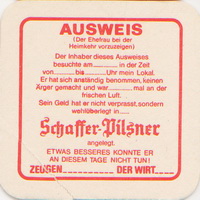 AUSWEIS
(Der Ehefrau bei der
Heimkehr vorzuzeigen)
Der Inhaber dieses Ausweises
besuchte am ............ in der Zeit
von ............ bis ............ Uhr mein Lokal.
Er hat sich anständig benommen, keinen
Ärger gemacht und war ............ mal an der
frischen Luft.
Sein Geld hat er nicht verprasst, sondern
wohlüberlegt in
Schaffer-Pilsner
angelegt.
ETWAS BESSERES KONNTE ER
AN DIESEM TAGE NICHT TUN!
ZEUGEN ............ DER WIRT ......